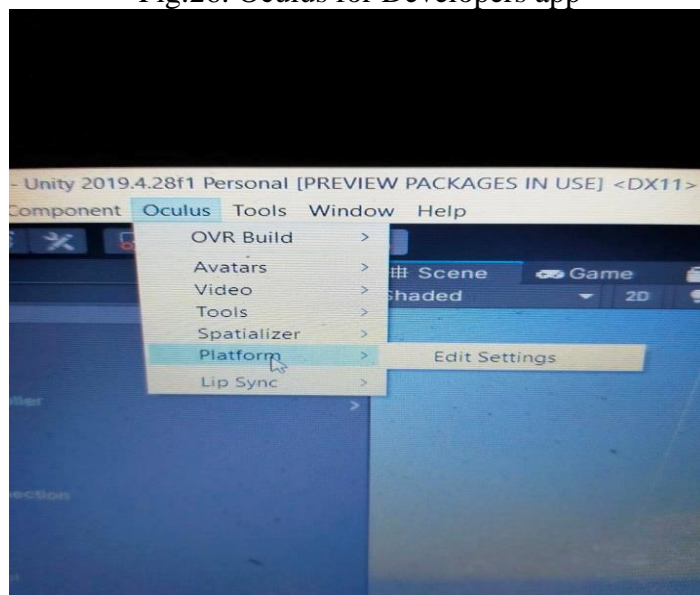 Fig.26. Oculus for Developers app
- Unity 2019.4.28f1 Personal [PREVIEW PACKAGES IN USE] <DX11>
Component Oculus Tools Window Help
OVR Build >
Avatars >
Video >
Tools >
Spatializer >
Platform > Edit Settings
Lip Sync >
Scene Game
Shaded 2D